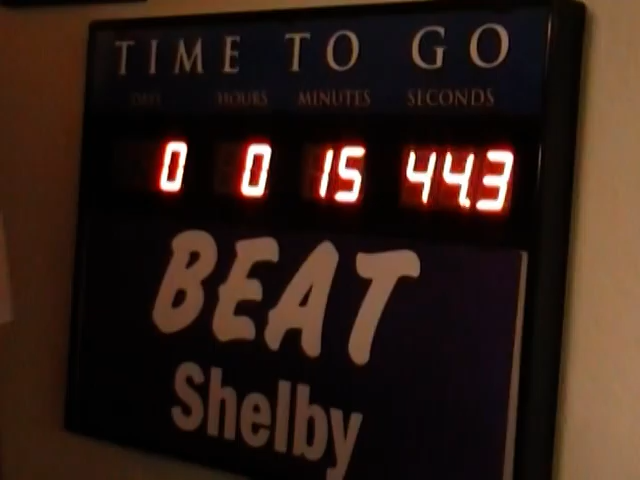 TIME TO GO
DAYS HOURS MINUTES SECONDS
0 0 15 44.3
BEAT
Shelby